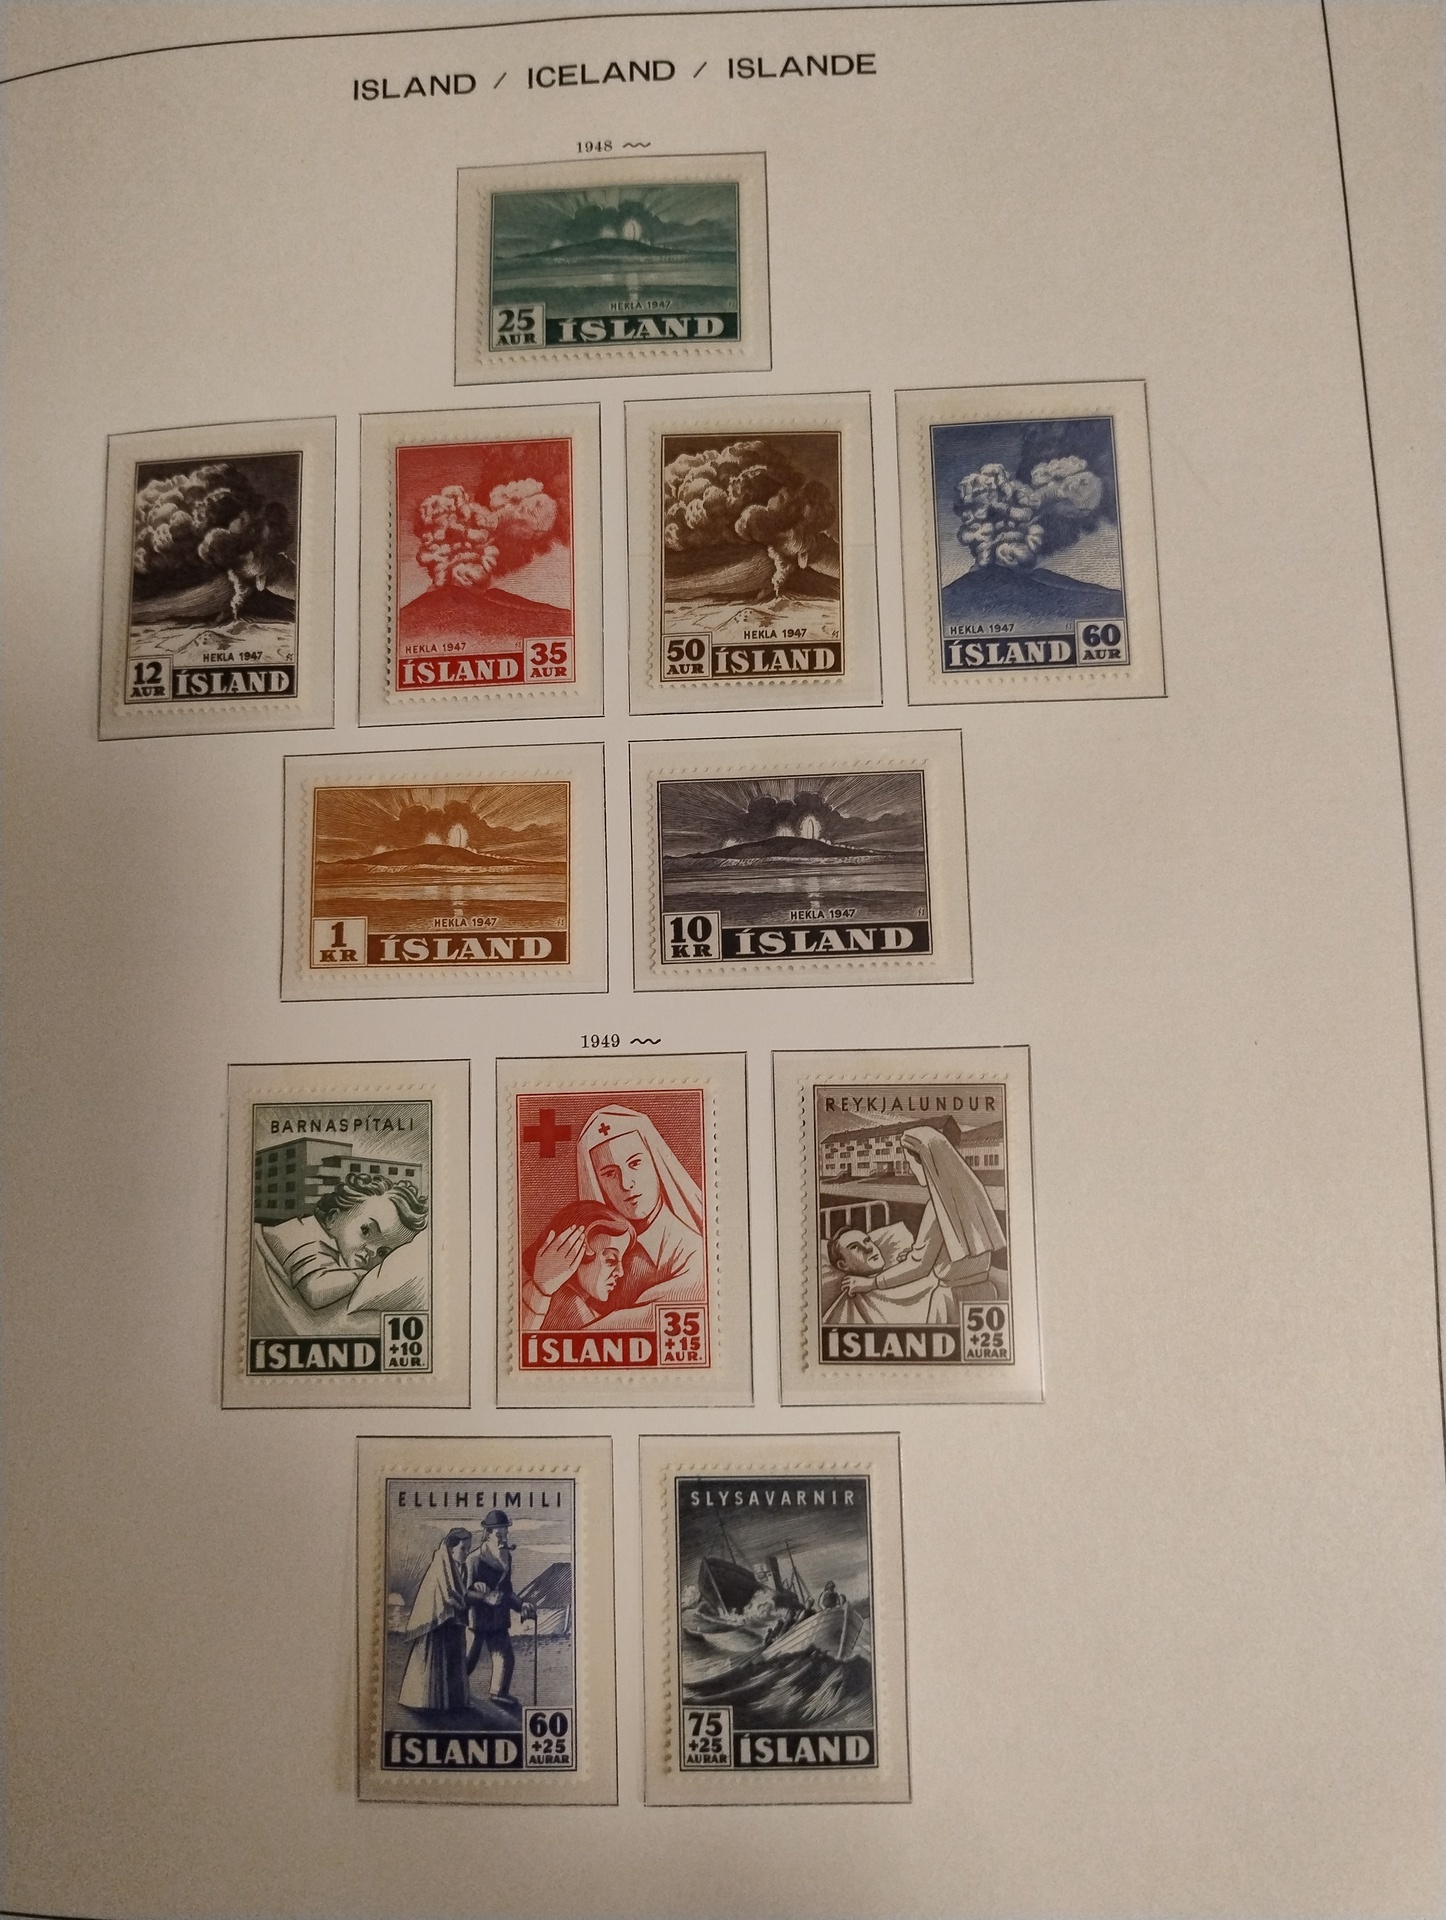 ISLAND / ICELAND / ISLANDE
1948
HEKLA 1947
25
AUR
ÍSLAND
HEKLA 1947
12
AUR
ÍSLAND
HEKLA 1947
ÍSLAND
35
AUR
HEKLA 1947
50
AUR
ÍSLAND
HEKLA 1947
ÍSLAND
60
AUR
HEKLA 1947
1
KR
ÍSLAND
HEKLA 1947
10
KR
ÍSLAND
1949
BARNASPÍTALI
ÍSLAND
10
+10
AUR.
ÍSLAND
35
+15
AUR.
REYKJALUNDUR
ÍSLAND
50
+25
AURAR
ELLIHEIMILI
ÍSLAND
60
+25
AURAR
SLYSAVARNIR
75
+25
AURAR
ÍSLAND